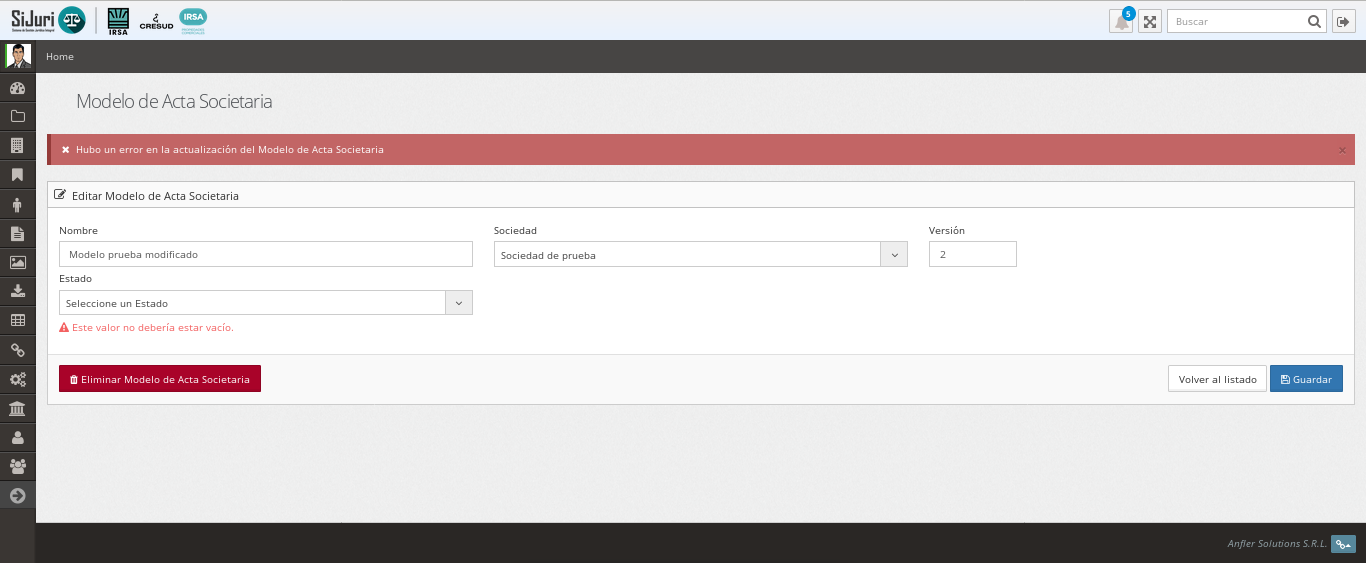 SiJuri
IRSA
CRESUD
IRSA
5
Buscar
Home
Modelo de Acta Societaria
Hubo un error en la actualización del Modelo de Acta Societaria
Editar Modelo de Acta Societaria
Nombre
Sociedad
Versión
Modelo prueba modificado
Sociedad de prueba
2
Estado
Seleccione un Estado
Este valor no debería estar vacío.
Eliminar Modelo de Acta Societaria
Volver al listado
Guardar
Anfler Solutions S.R.L.